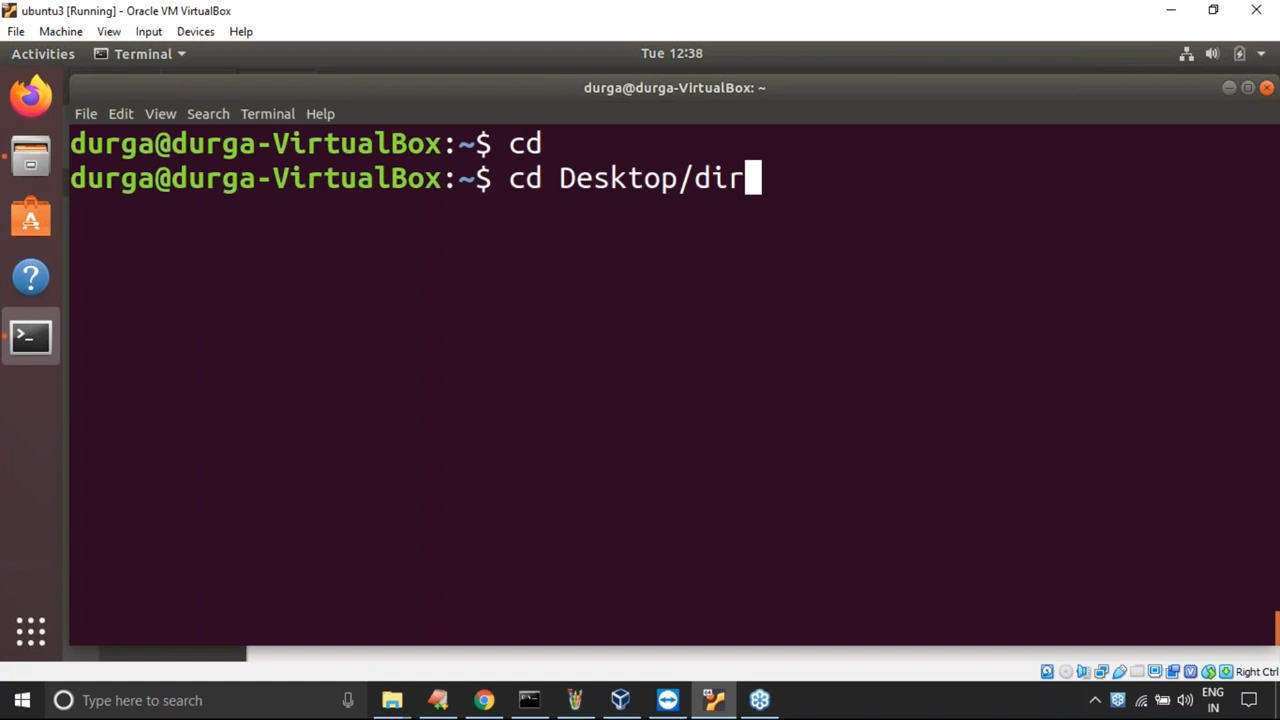 ubuntu3 [Running] - Oracle VM VirtualBox
File Machine View Input Devices Help
Activities Terminal Tue 12:38
durga@durga-VirtualBox: ~
File Edit View Search Terminal Help
durga@durga-VirtualBox:~$ cd
durga@durga-VirtualBox:~$ cd Desktop/dir
Right Ctrl
Type here to search
ENG
IN